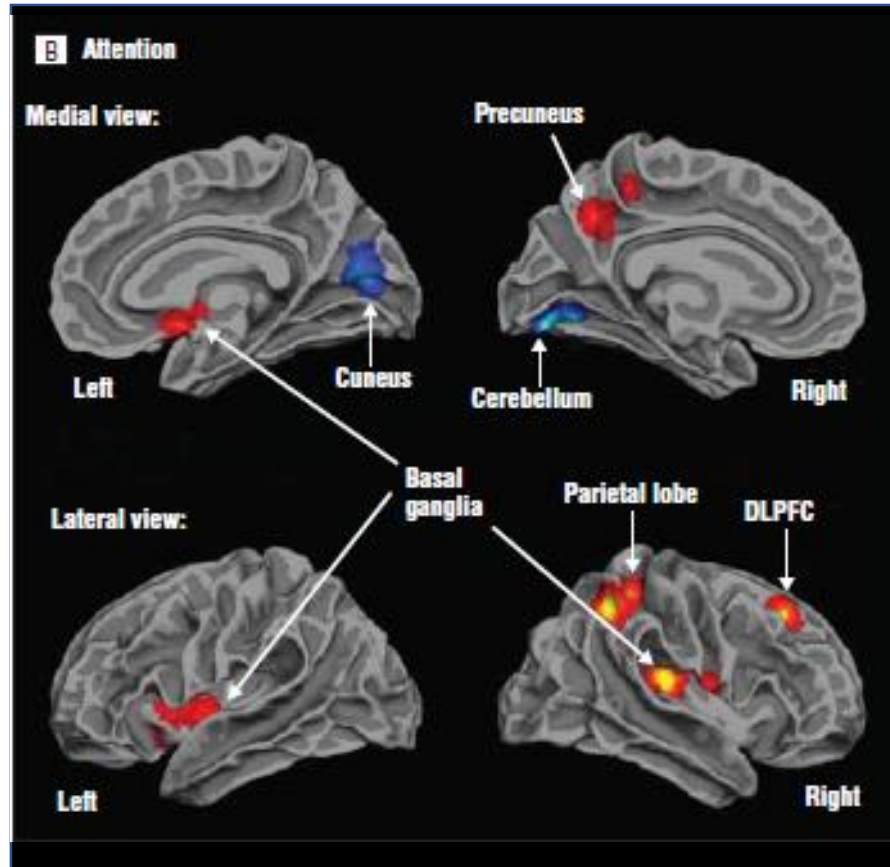 B Attention
Medial view:
Precuneus
Left
Cuneus
Cerebellum
Right
Basal
ganglia
Parietal lobe
DLPFC
Lateral view:
Left
Right